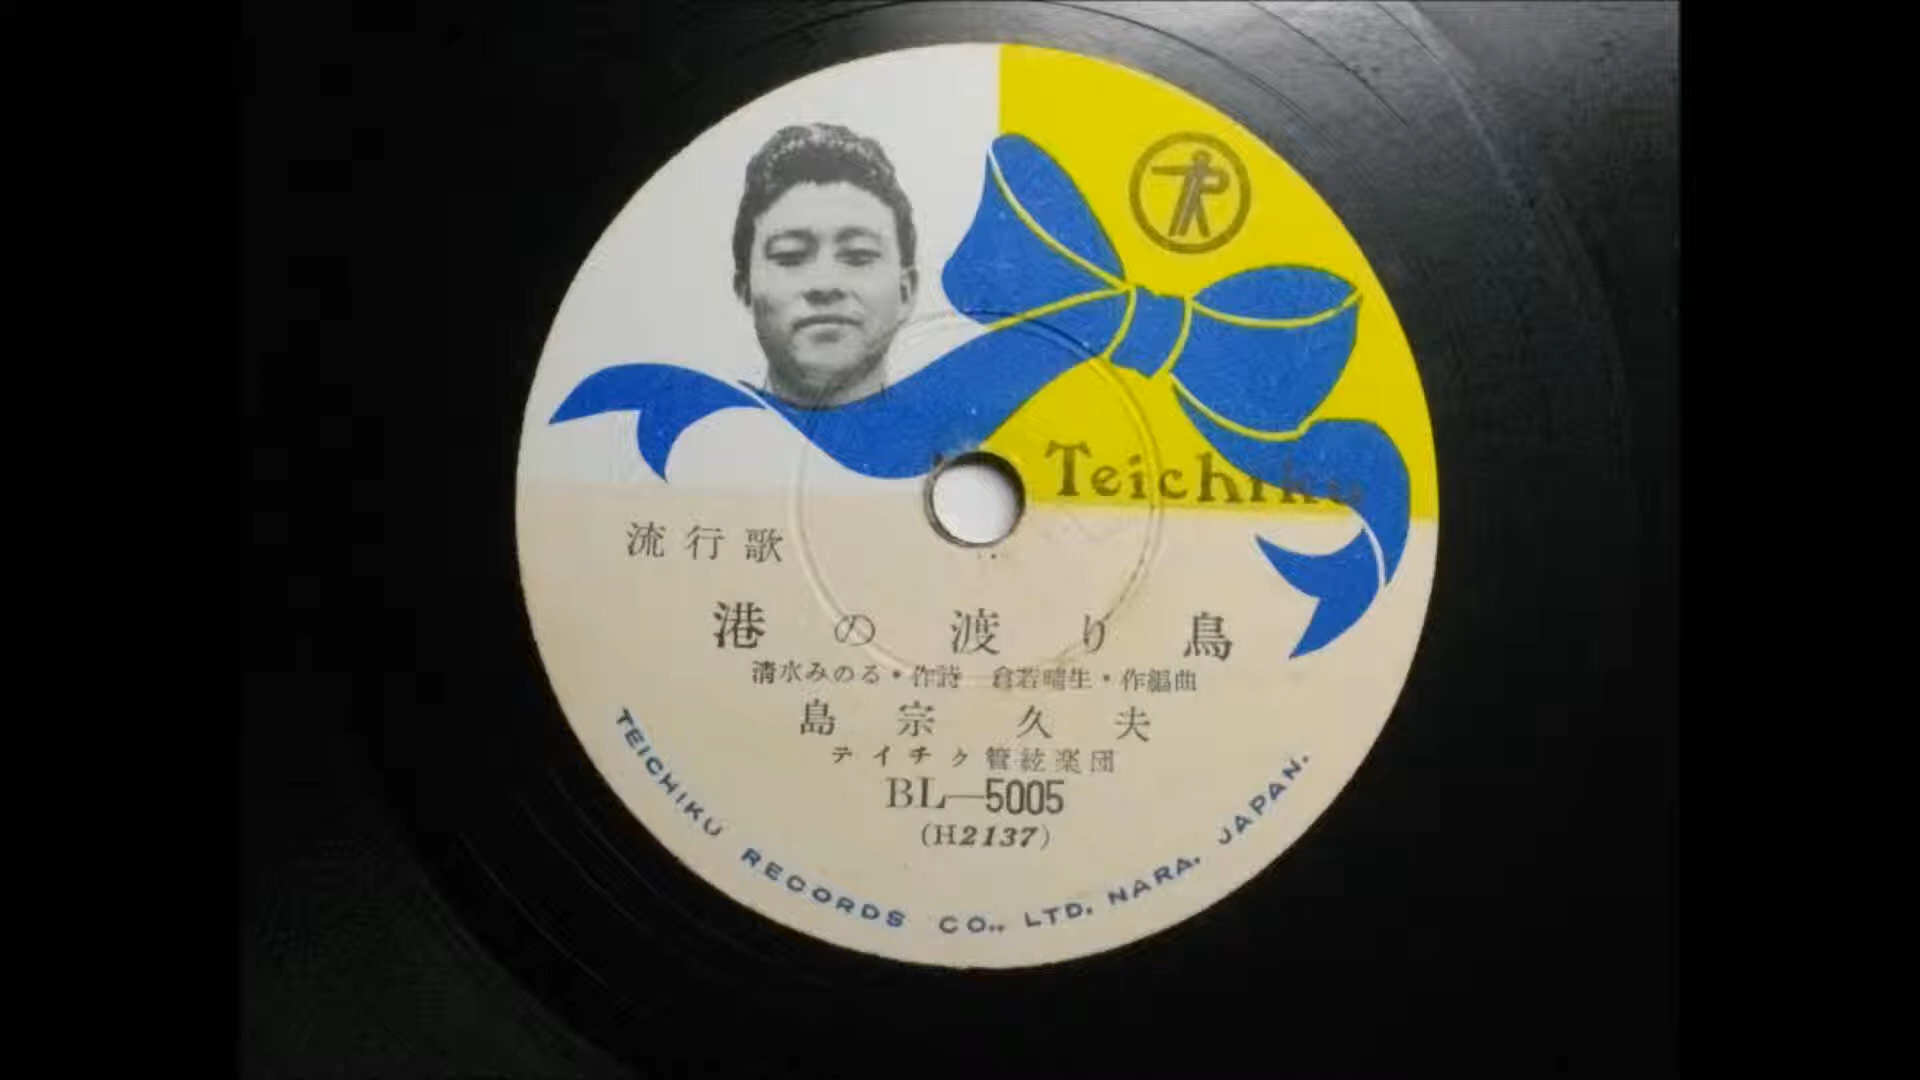 Teichiku
流行歌
港の渡り鳥
清水みのる・作詩 倉若晴生・作編曲
島宗久夫
テイチク管絃楽団
BL—5005
(H2137)
TEICHIKU RECORDS CO., LTD. NARA. JAPAN.